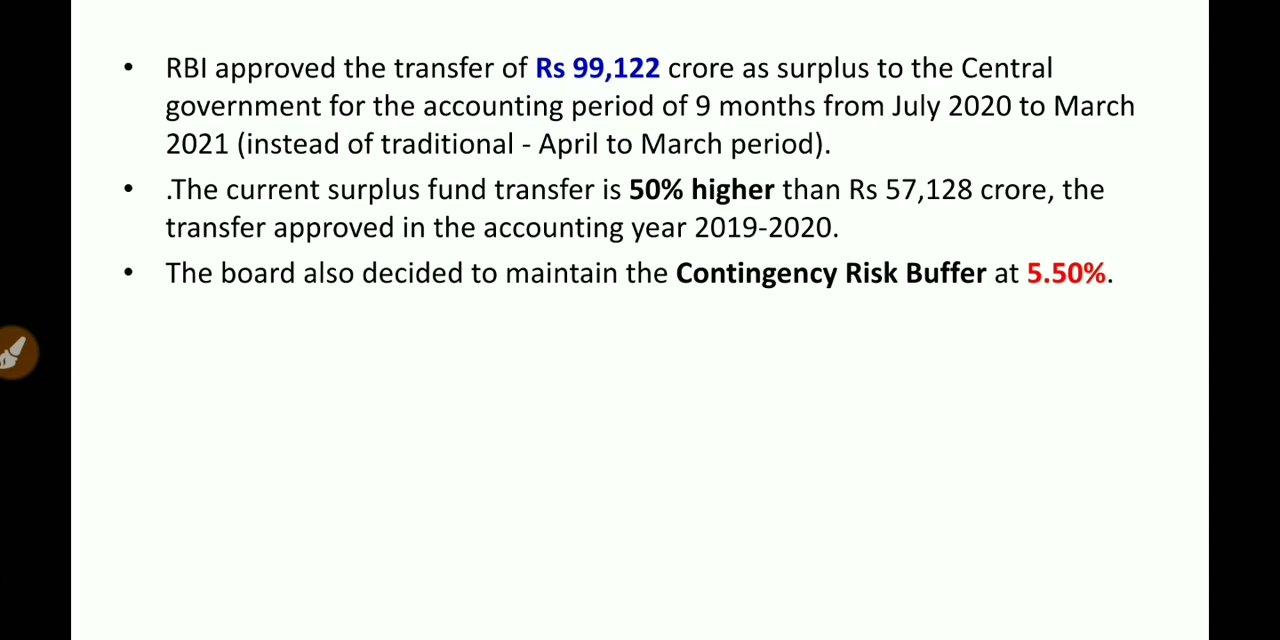 • RBI approved the transfer of Rs 99,122 crore as surplus to the Central
government for the accounting period of 9 months from July 2020 to March
2021 (instead of traditional - April to March period).
• .The current surplus fund transfer is 50% higher than Rs 57,128 crore, the
transfer approved in the accounting year 2019-2020.
• The board also decided to maintain the Contingency Risk Buffer at 5.50%.